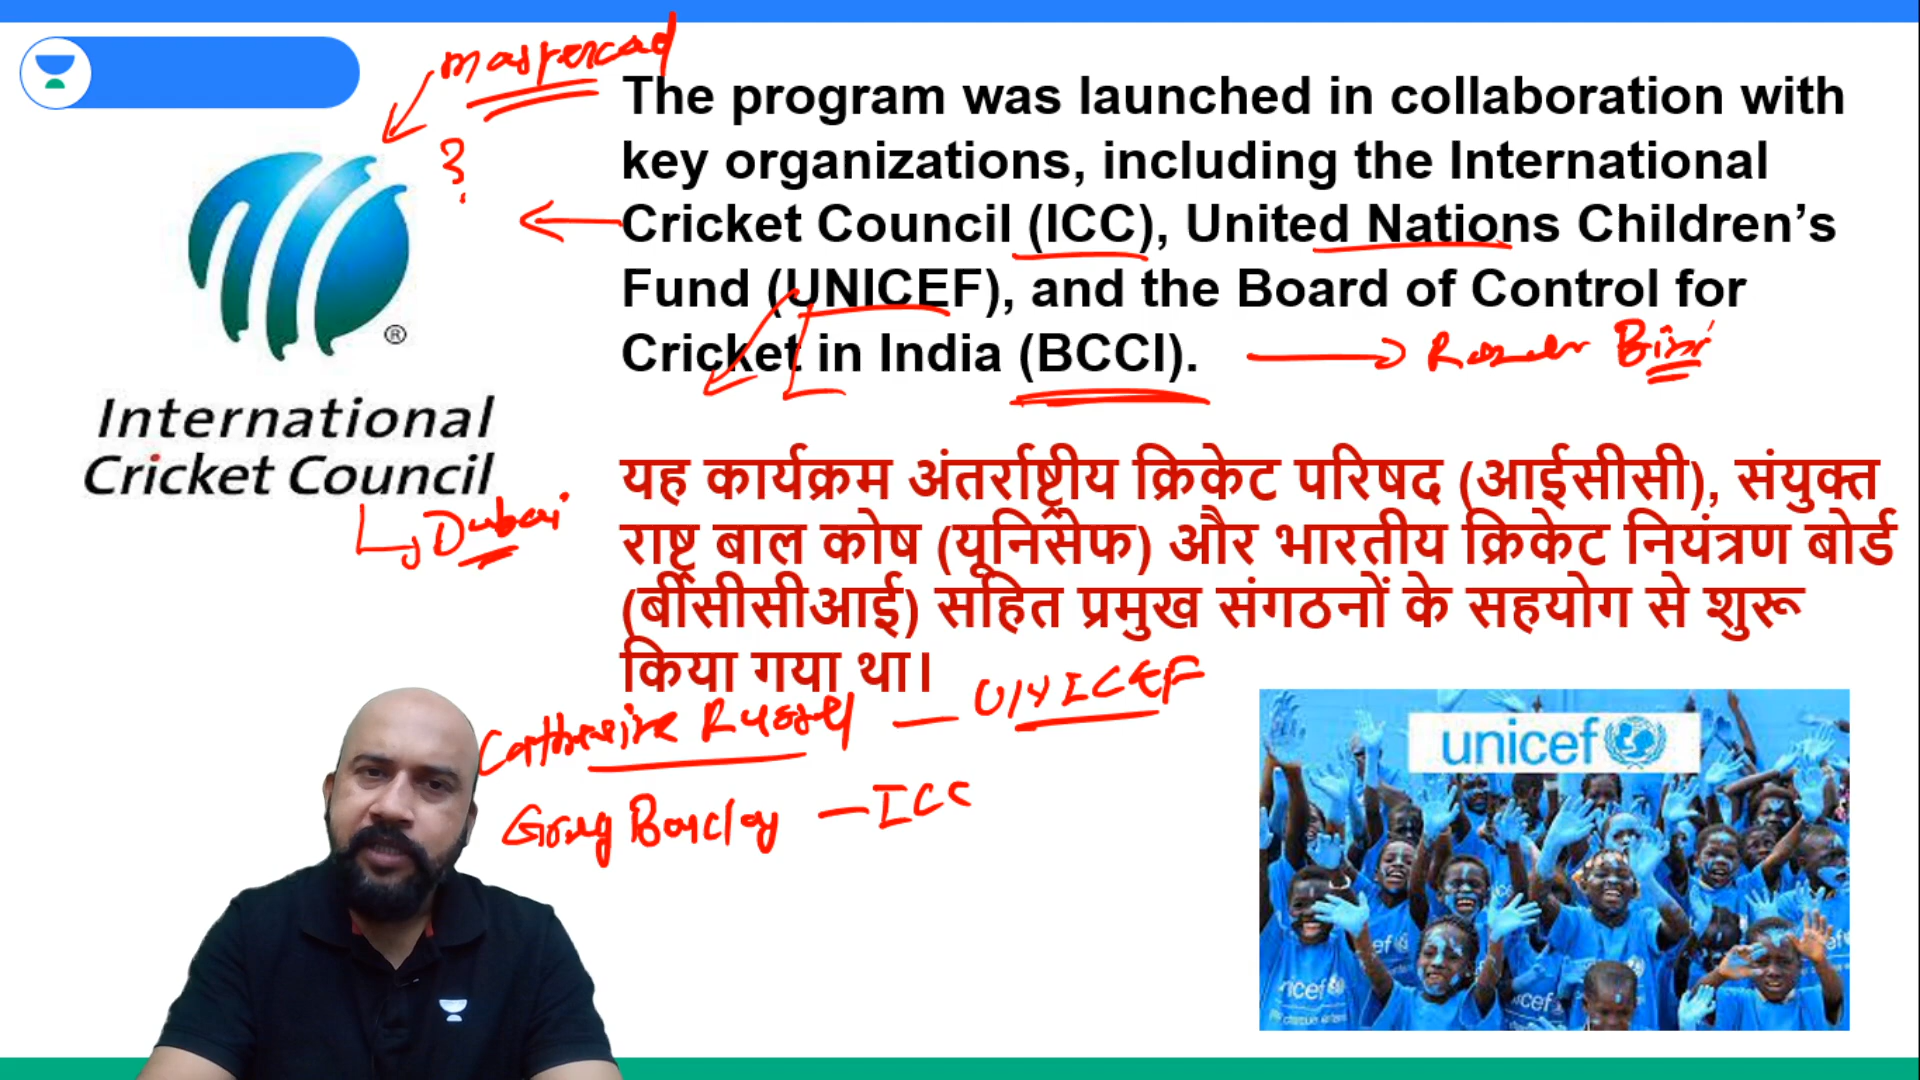 mastercad
?
The program was launched in collaboration with
key organizations, including the International
Cricket Council (ICC), United Nations Children’s
Fund (UNICEF), and the Board of Control for
Cricket in India (BCCI).
Binn
®
International
Cricket Council
Dubai
यह कार्यक्रम अंतर्राष्ट्रीय क्रिकेट परिषद (आईसीसी), संयुक्त
राष्ट्र बाल कोष (यूनिसेफ) और भारतीय क्रिकेट नियंत्रण बोर्ड
(बीसीसीआई) सहित प्रमुख संगठनों के सहयोग से शुरू
किया गया था।
Catherine Russell — UNICEF
Greg Barclay — ICC
unicef